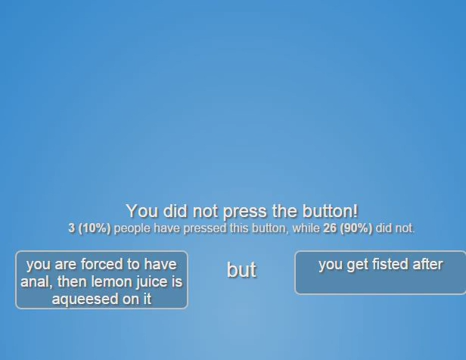 You did not press the button!
3 (10%) people have pressed this button, while 26 (90%) did not.
you are forced to have
anal, then lemon juice is
aqueesed on it
but
you get fisted after